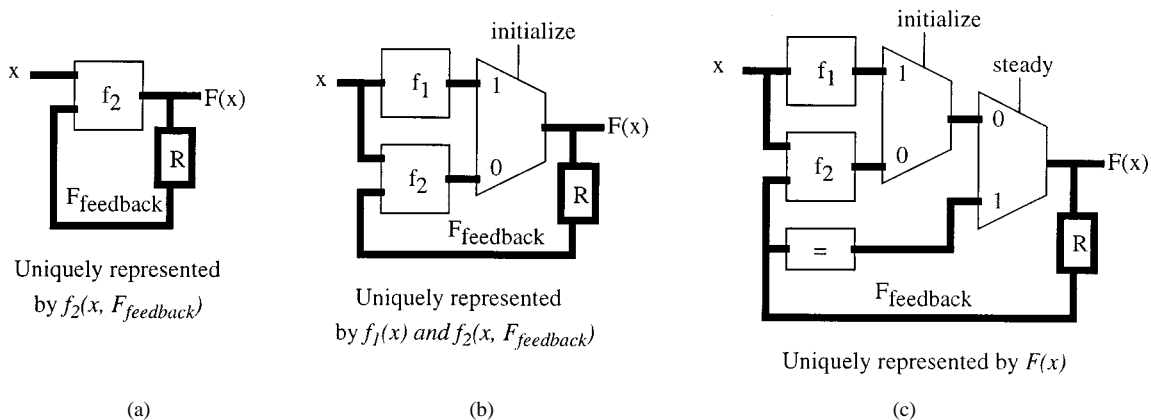 x
f2
F(x)
R
Ffeedback
Uniquely represented
by f2(x, Ffeedback)
(a)
initialize
x
f1
1
f2
0
F(x)
R
Ffeedback
Uniquely represented
by f1(x) and f2(x, Ffeedback)
(b)
initialize
steady
x
f1
1
0
f2
0
F(x)
1
=
R
Ffeedback
Uniquely represented by F(x)
(c)